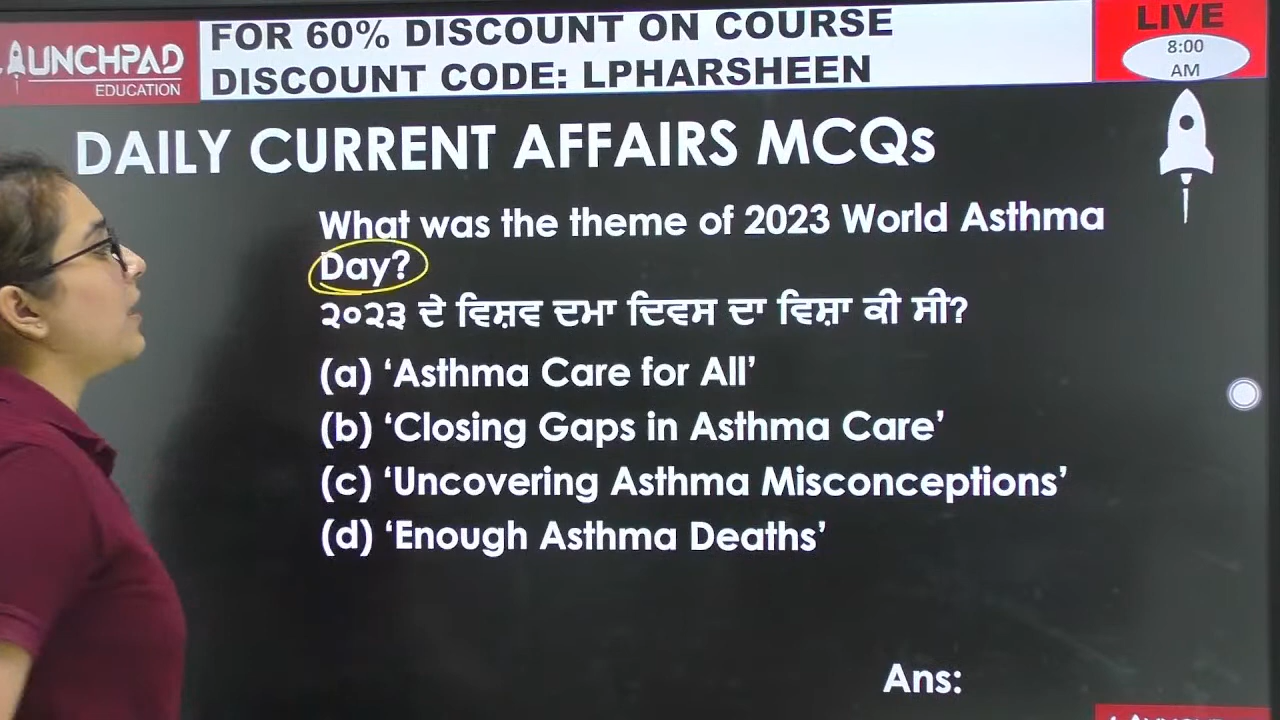 LAUNCHPAD
EDUCATION
FOR 60% DISCOUNT ON COURSE
DISCOUNT CODE: LPHARSHEEN
LIVE
8:00
AM
DAILY CURRENT AFFAIRS MCQs
What was the theme of 2023 World Asthma
Day?
੨੦੨੩ ਦੇ ਵਿਸ਼ਵ ਦਮਾ ਦਿਵਸ ਦਾ ਵਿਸ਼ਾ ਕੀ ਸੀ?
(a) ‘Asthma Care for All’
(b) ‘Closing Gaps in Asthma Care’
(c) ‘Uncovering Asthma Misconceptions’
(d) ‘Enough Asthma Deaths’
Ans: